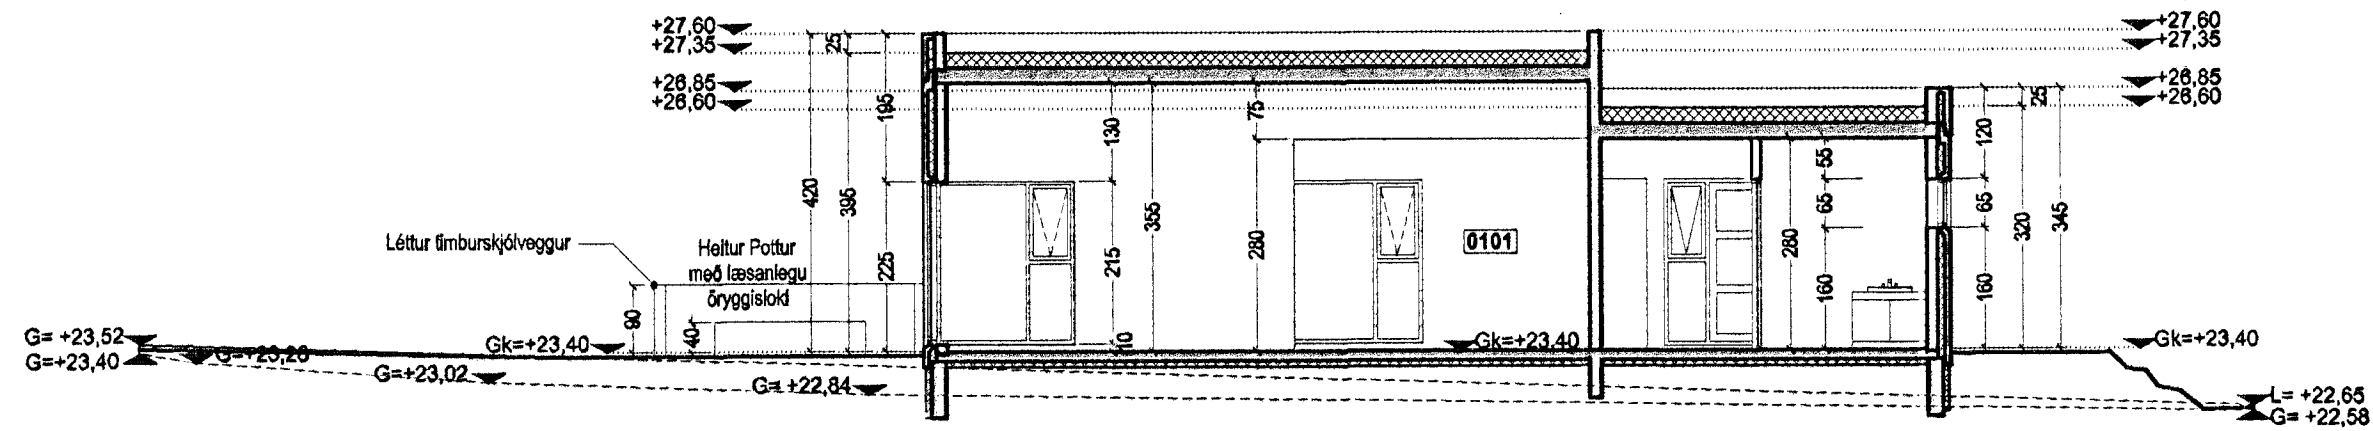 +27,60
+27,35
+26,85
+26,60
25
195
420
395
225
130
355
215
10
75
280
0101
280
55
65
160
120
65
160
25
320
345
+27,60
+27,35
+26,85
+26,60
Léttur timburskjólveggur
Heitur Pottur
með læsanlegu
öryggisloki
90
40
G= +23,52
G=+23,40
G=+23,26
Gk=+23,40
G=+23,02
G= +22,84
Gk=+23,40
Gk=+23,40
L= +22,65
G= +22,58